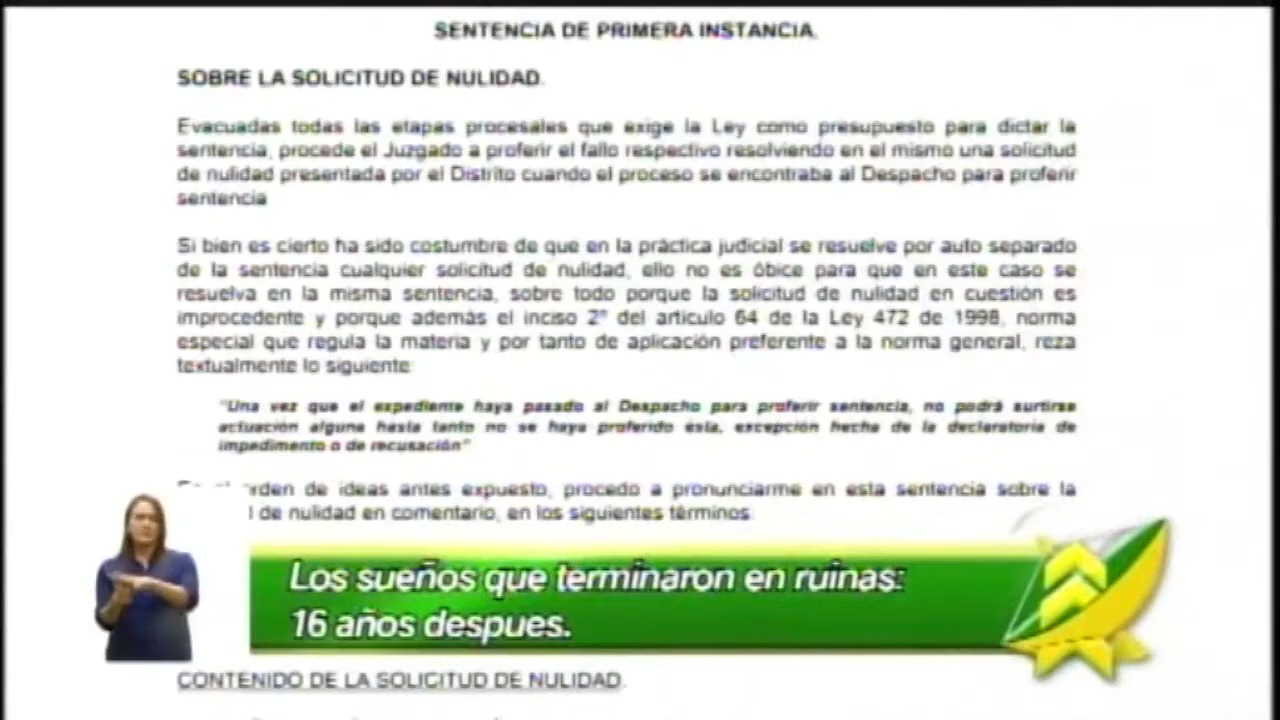 SENTENCIA DE PRIMERA INSTANCIA.
SOBRE LA SOLICITUD DE NULIDAD.
Evacuadas todas las etapas procesales que exige la Ley como presupuesto para dictar la
sentencia, procede el Juzgado a proferir el fallo respectivo resolviendo en el mismo una solicitud
de nulidad presentada por el Distrito cuando el proceso se encontraba al Despacho para proferir
sentencia
Si bien es cierto ha sido costumbre de que en la práctica judicial se resuelve por auto separado
de la sentencia cualquier solicitud de nulidad, ello no es óbice para que en este caso se
resuelva en la misma sentencia, sobre todo porque la solicitud de nulidad en cuestión es
improcedente y porque además el inciso 2° del artículo 64 de la Ley 472 de 1998, norma
especial que regula la materia y por tanto de aplicación preferente a la norma general, reza
textualmente lo siguiente
"Una vez que el expediente haya pasado al Despacho para proferir sentencia, no podrá surtirse
actuación alguna hasta tanto no se haya proferido ésta, excepción hecha de la declaratoria de
impedimento o de recusación"
orden de ideas antes expuesto, procedo a pronunciarme en esta sentencia sobre la
de nulidad en comentario, en los siguientes términos
Los sueños que terminaron en ruinas:
16 años despues.
CONTENIDO DE LA SOLICITUD DE NULIDAD.